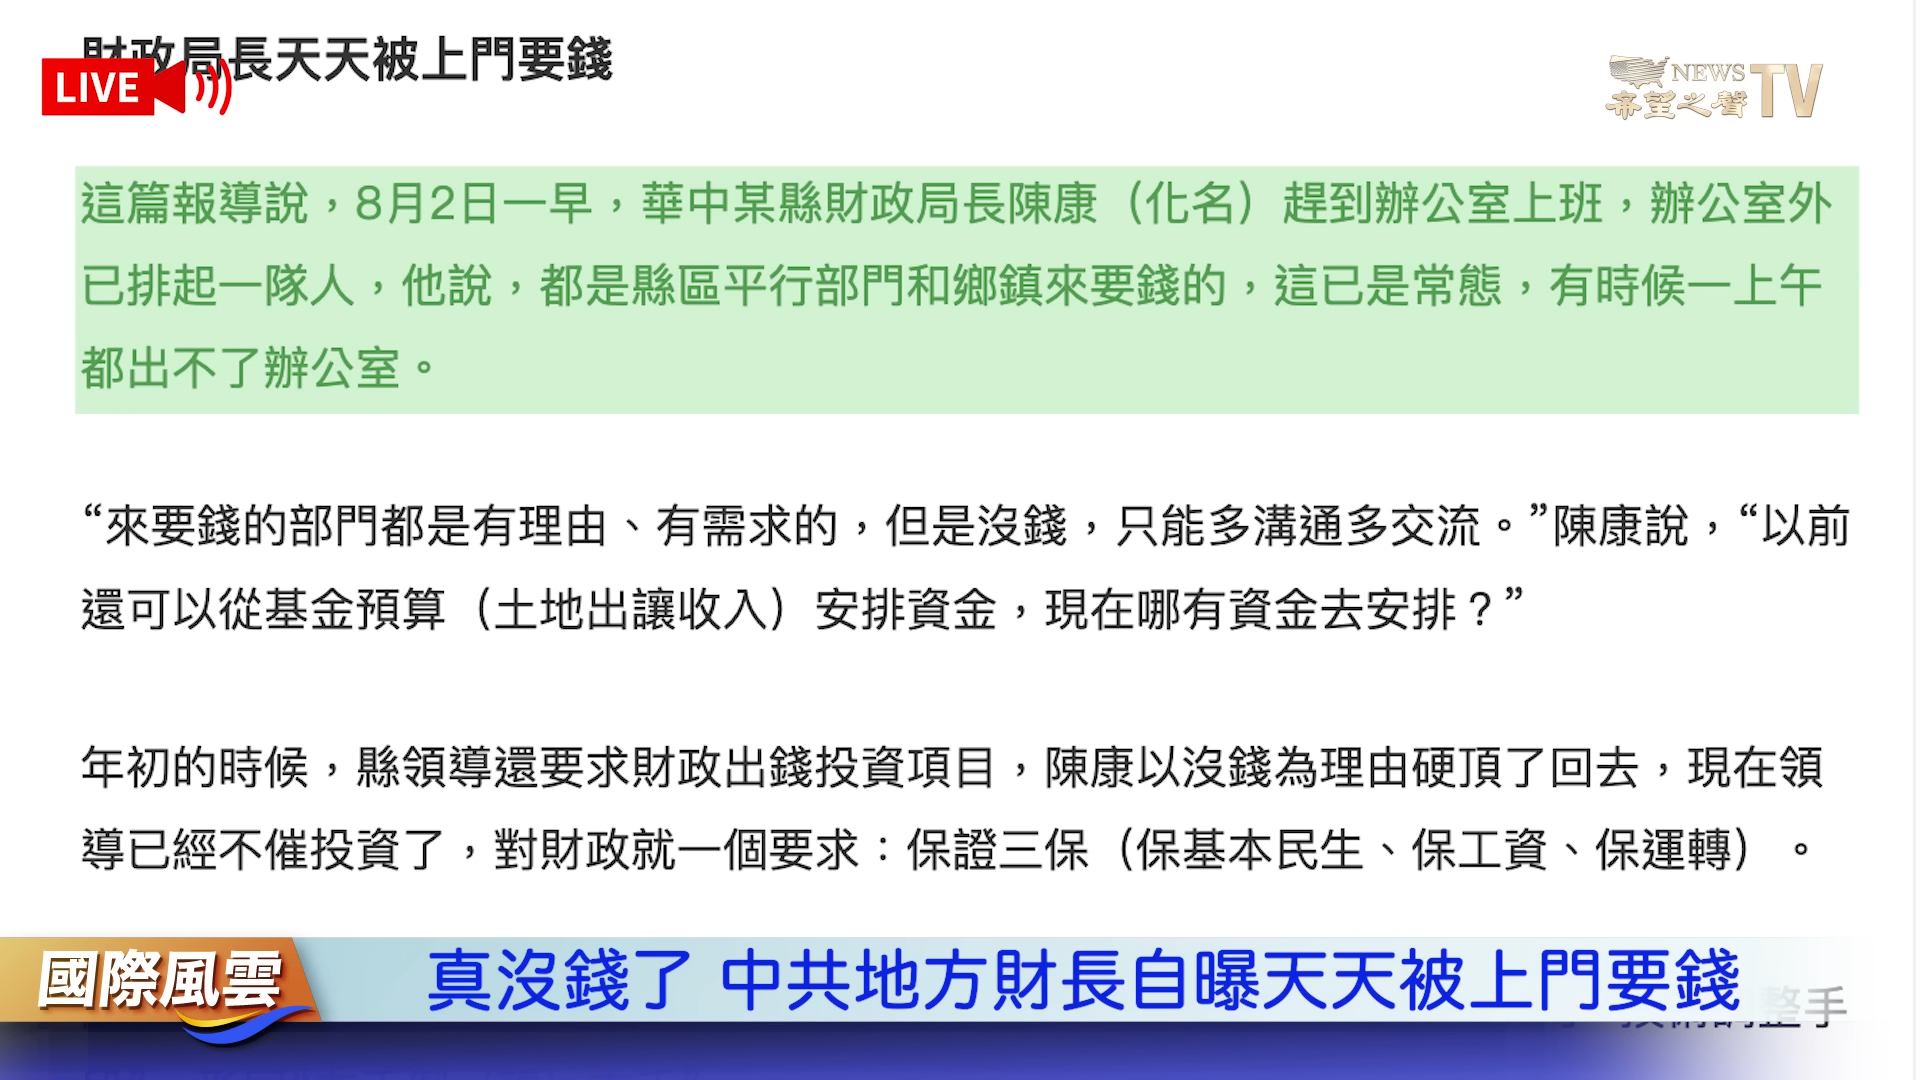 財政局長天天被上門要錢
LIVE
NEWS
希望之聲TV
這篇報導說，8月2日一早，華中某縣財政局長陳康（化名）趕到辦公室上班，辦公室外
已排起一隊人，他說，都是縣區平行部門和鄉鎮來要錢的，這已是常態，有時候一上午
都出不了辦公室。
“來要錢的部門都是有理由、有需求的，但是沒錢，只能多溝通多交流。”陳康說，“以前
還可以從基金預算（土地出讓收入）安排資金，現在哪有資金去安排？”
年初的時候，縣領導還要求財政出錢投資項目，陳康以沒錢為理由硬頂了回去，現在領
導已經不催投資了，對財政就一個要求：保證三保（保基本民生、保工資、保運轉）。
國際風雲
真沒錢了 中共地方財長自曝天天被上門要錢
整手